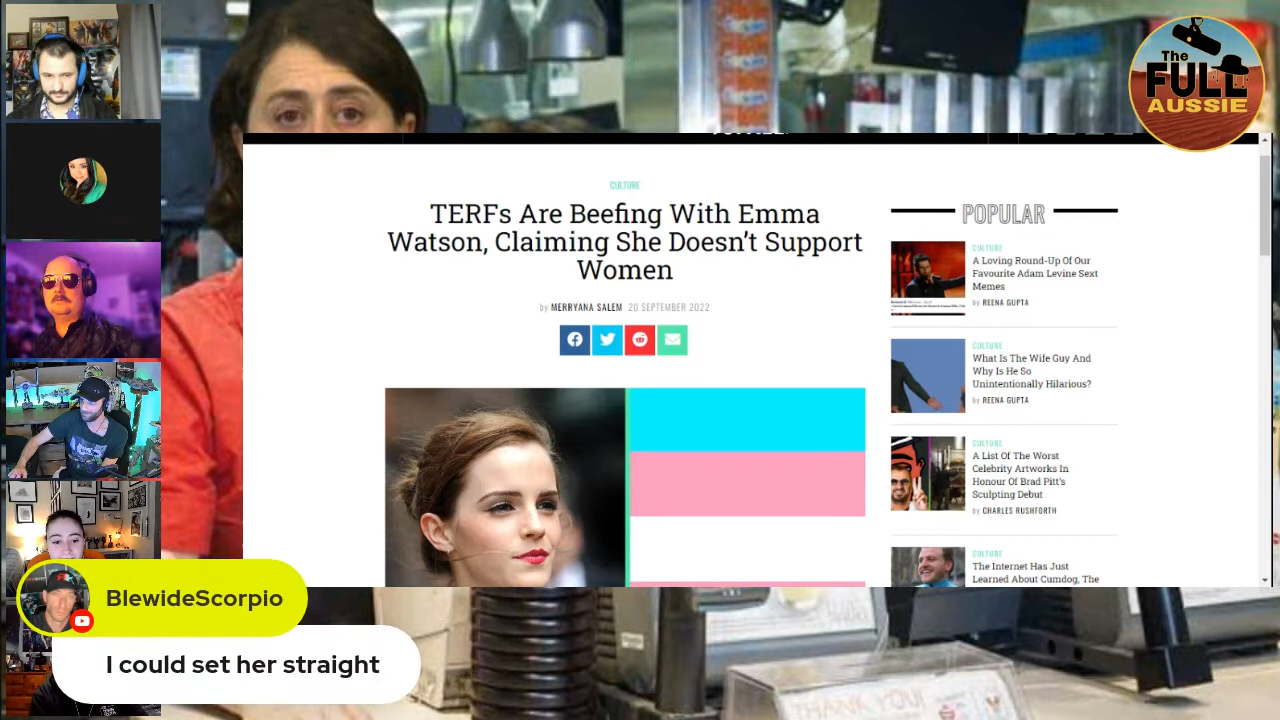 The
FULL
AUSSIE
CULTURE
TERFs Are Beefing With Emma
Watson, Claiming She Doesn't Support
Women
by MERRYANA SALEM 20 SEPTEMBER 2022
POPULAR
CULTURE
A Loving Round-Up Of Our
Favourite Adam Levine Sext
Memes
by REENA GUPTA
CULTURE
What Is The Wife Guy And
Why Is He So
Unintentionally Hilarious?
by REENA GUPTA
CULTURE
A List Of The Worst
Celebrity Artworks In
Honour Of Brad Pitt's
Sculpting Debut
by CHARLES RUSHFORTH
CULTURE
The Internet Has Just
Learned About Cumdog, The
BlewideScorpio
I could set her straight